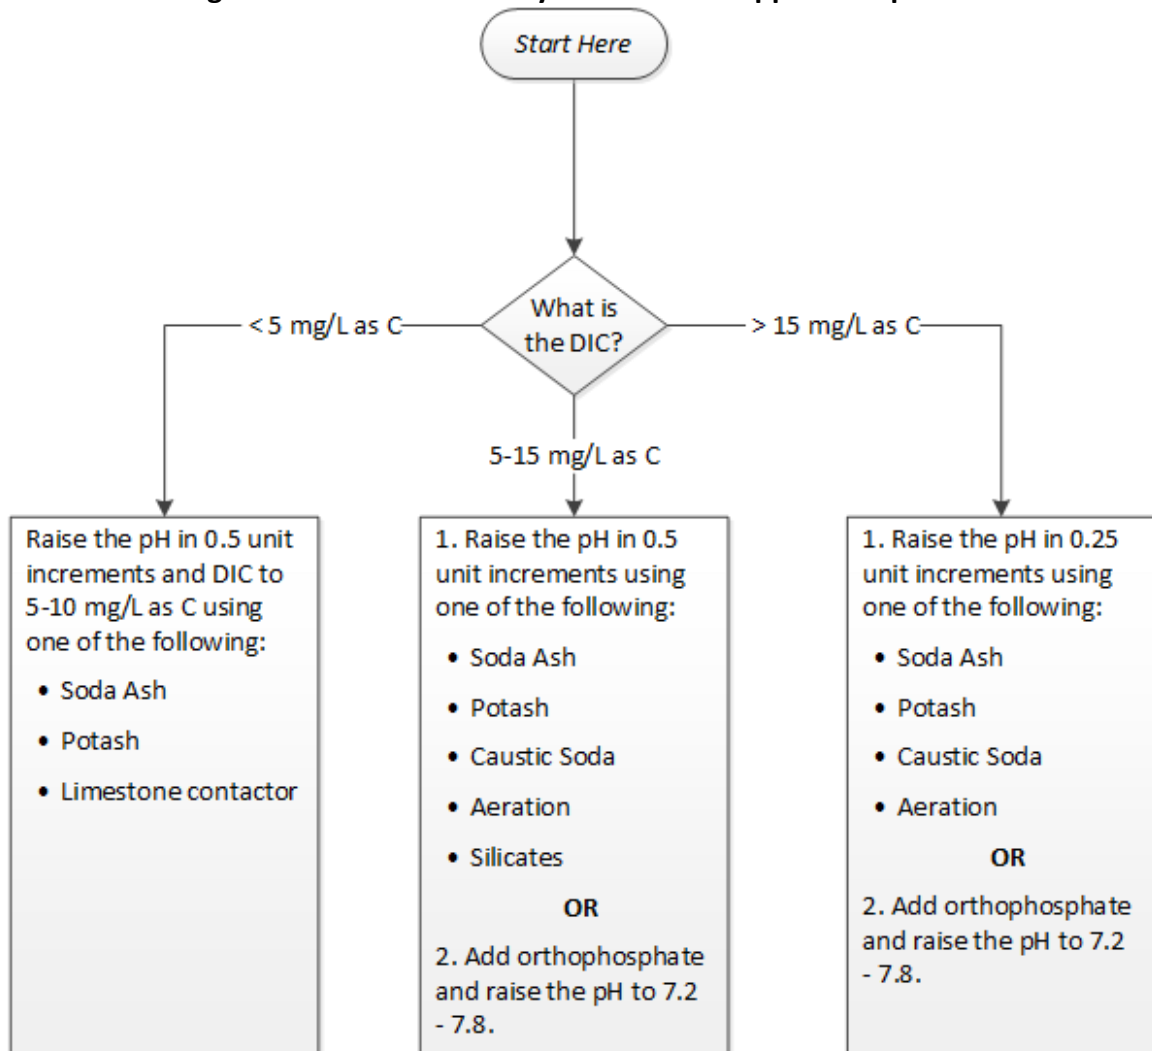 Start Here
What is
the DIC?
< 5 mg/L as C
> 15 mg/L as C
5-15 mg/L as C
Raise the pH in 0.5 unit
increments and DIC to
5-10 mg/L as C using
one of the following:
• Soda Ash
• Potash
• Limestone contactor
1. Raise the pH in 0.5
unit increments using
one of the following:
• Soda Ash
• Potash
• Caustic Soda
• Aeration
• Silicates
OR
2. Add orthophosphate
and raise the pH to 7.2
- 7.8.
1. Raise the pH in 0.25
unit increments using
one of the following:
• Soda Ash
• Potash
• Caustic Soda
• Aeration
OR
2. Add orthophosphate
and raise the pH to 7.2
- 7.8.